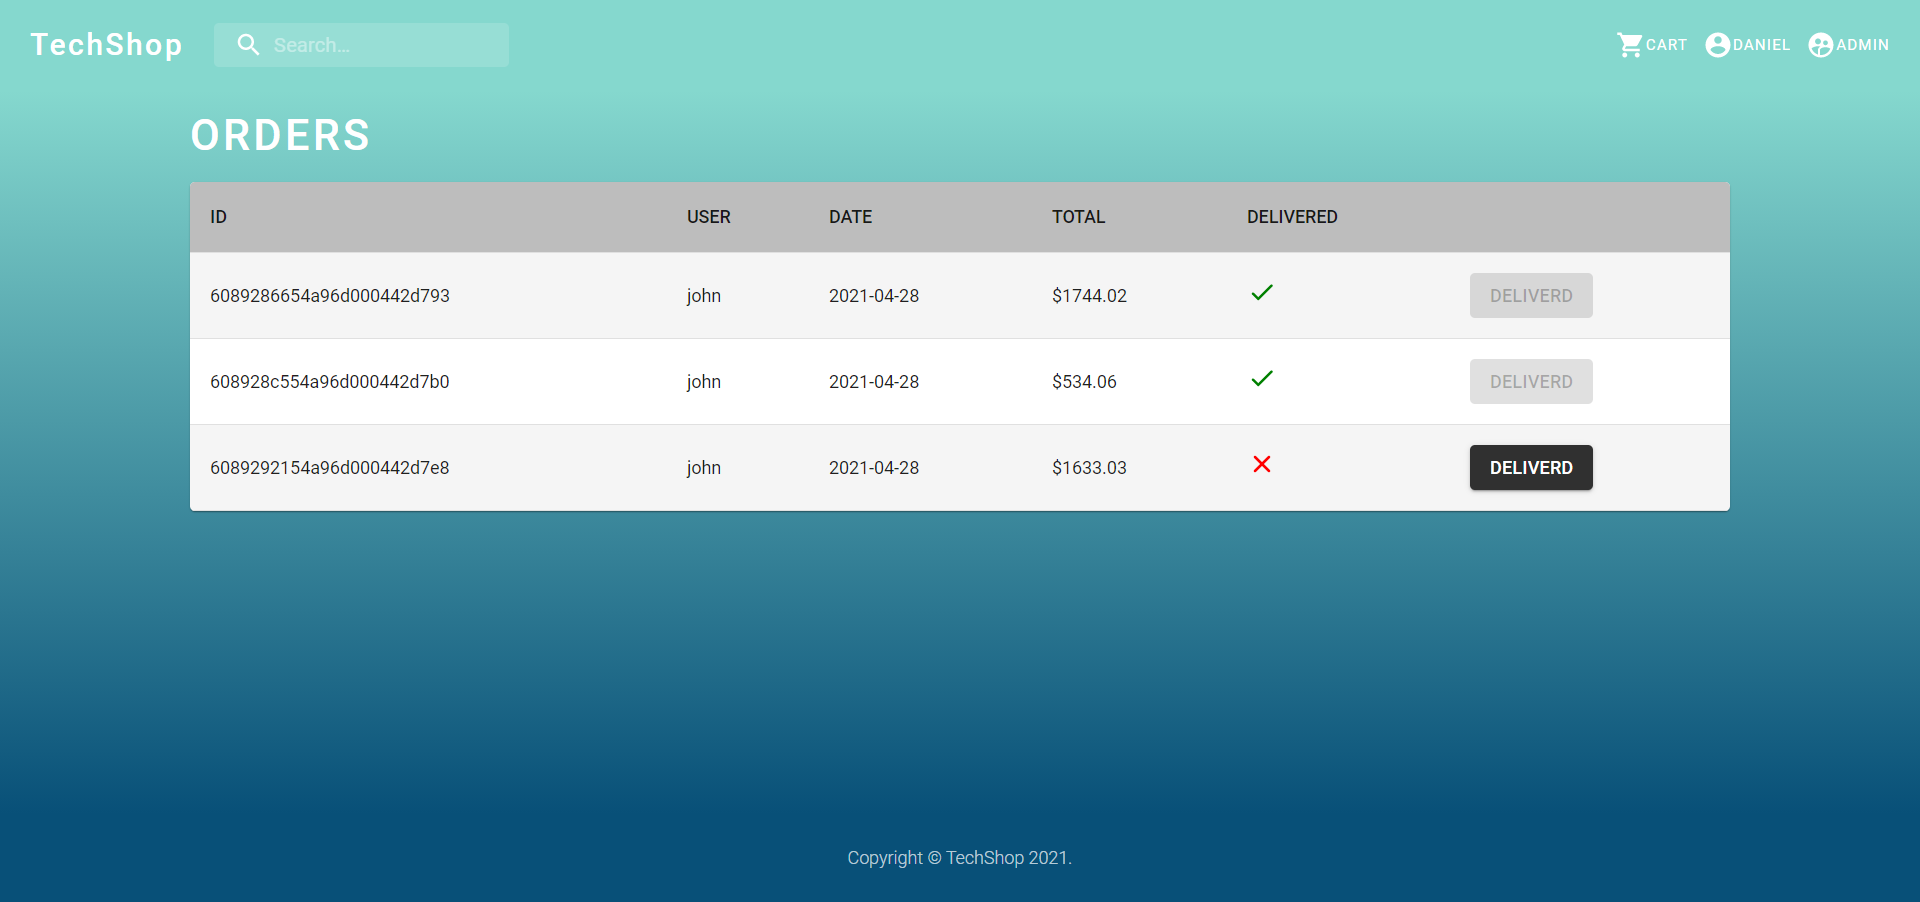 TechShop Search... CART DANIEL ADMIN
ORDERS
ID USER DATE TOTAL DELIVERED
6089286654a96d000442d793 john 2021-04-28 $1744.02 DELIVERD
608928c554a96d000442d7b0 john 2021-04-28 $534.06 DELIVERD
6089292154a96d000442d7e8 john 2021-04-28 $1633.03 DELIVERD
Copyright © TechShop 2021.